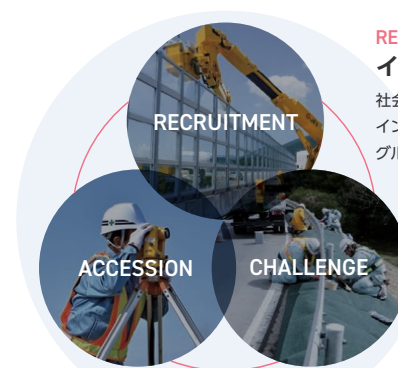 RE
イ
社会
イン
グル
RECRUITMENT
ACCESSION
CHALLENGE